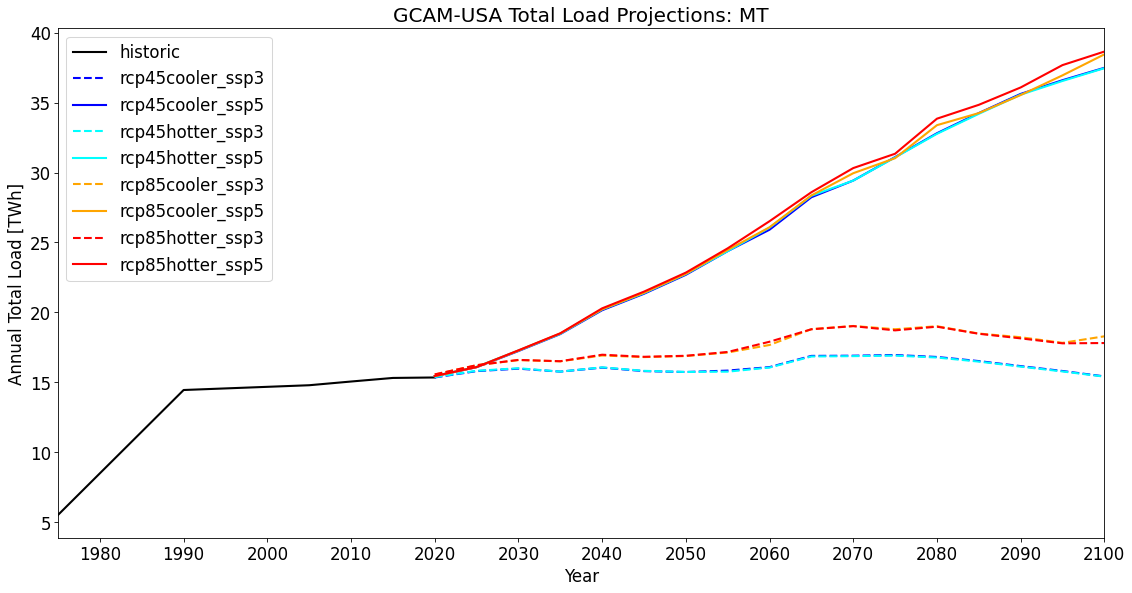 GCAM-USA Total Load Projections: MT
historic
rcp45cooler_ssp3
rcp45cooler_ssp5
rcp45hotter_ssp3
rcp45hotter_ssp5
rcp85cooler_ssp3
rcp85cooler_ssp5
rcp85hotter_ssp3
rcp85hotter_ssp5
Annual Total Load [TWh]
40
35
30
25
20
15
10
5
1980 1990 2000 2010 2020 2030 2040 2050 2060 2070 2080 2090 2100
Year